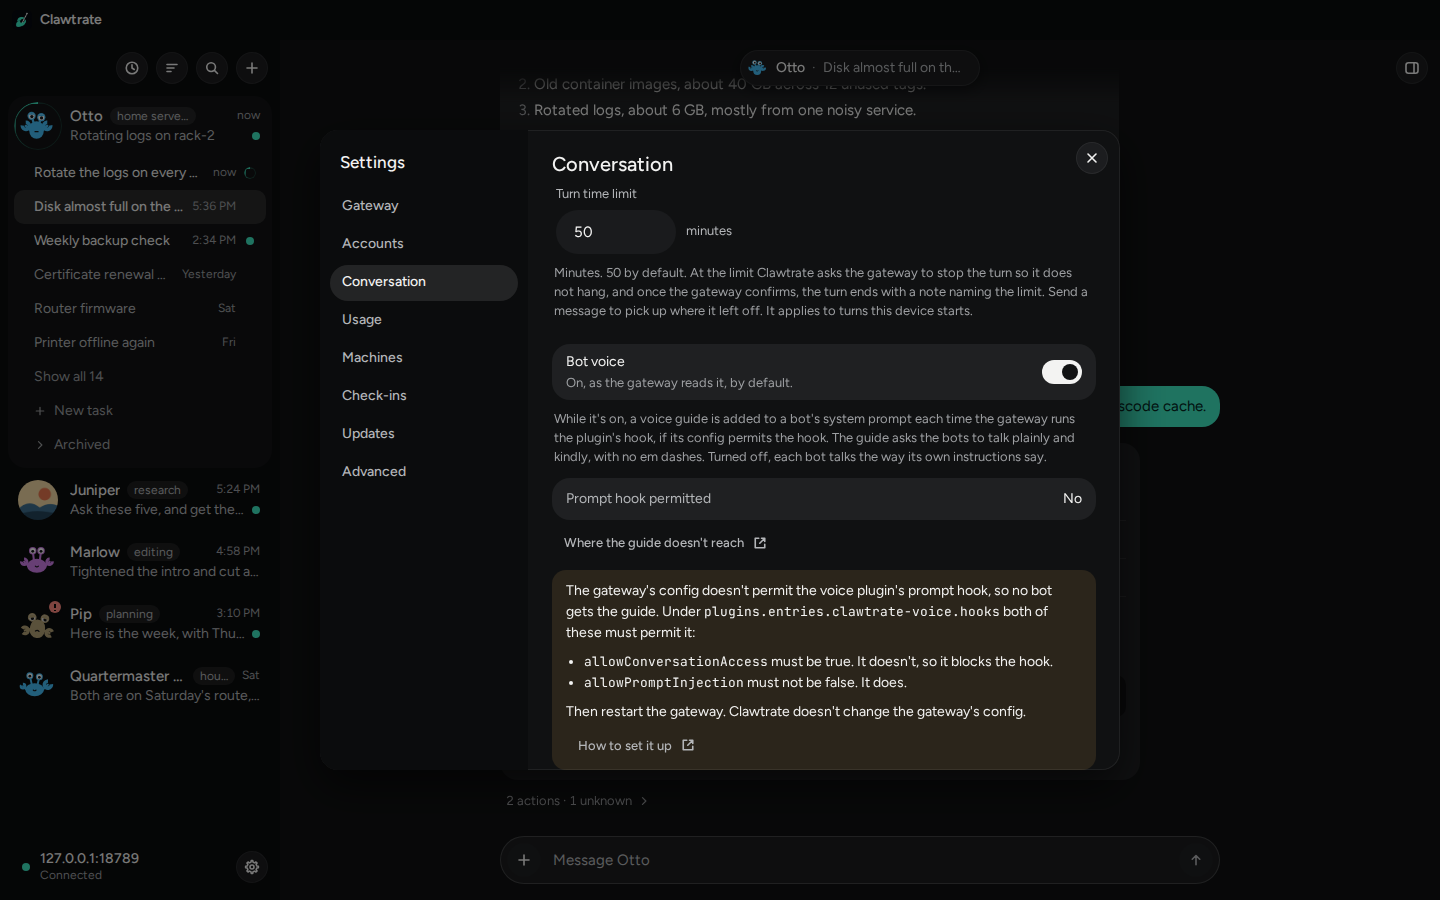 Clawtrate
Otto · Disk almost full on th...
2. Old container images, about 40 GB across 12 unused tags.
3. Rotated logs, about 6 GB, mostly from one noisy service.
Otto home serve... now
Rotating logs on rack-2
Rotate the logs on every ... now
Disk almost full on the ... 5:36 PM
Weekly backup check 2:34 PM
Certificate renewal ... Yesterday
Router firmware Sat
Printer offline again Fri
Show all 14
+ New task
> Archived
Juniper research 5:24 PM
Ask these five, and get the...
Marlow editing 4:58 PM
Tightened the intro and cut a...
Pip planning 3:10 PM
Here is the week, with Thu...
Quartermaster ... hou... Sat
Both are on Saturday's route,...
127.0.0.1:18789
Connected
Settings
Gateway
Accounts
Conversation
Usage
Machines
Check-ins
Updates
Advanced
Conversation
Turn time limit
50 minutes
Minutes. 50 by default. At the limit Clawtrate asks the gateway to stop the turn so it does
not hang, and once the gateway confirms, the turn ends with a note naming the limit. Send a
message to pick up where it left off. It applies to turns this device starts.
Bot voice
On, as the gateway reads it, by default.
While it's on, a voice guide is added to a bot's system prompt each time the gateway runs
the plugin's hook, if its config permits the hook. The guide asks the bots to talk plainly and
kindly, with no em dashes. Turned off, each bot talks the way its own instructions say.
Prompt hook permitted No
Where the guide doesn't reach
The gateway's config doesn't permit the voice plugin's prompt hook, so no bot
gets the guide. Under plugins.entries.clawtrate-voice.hooks both of
these must permit it:
• allowConversationAccess must be true. It doesn't, so it blocks the hook.
• allowPromptInjection must not be false. It does.
Then restart the gateway. Clawtrate doesn't change the gateway's config.
How to set it up
scode cache.
2 actions · 1 unknown >
Message Otto